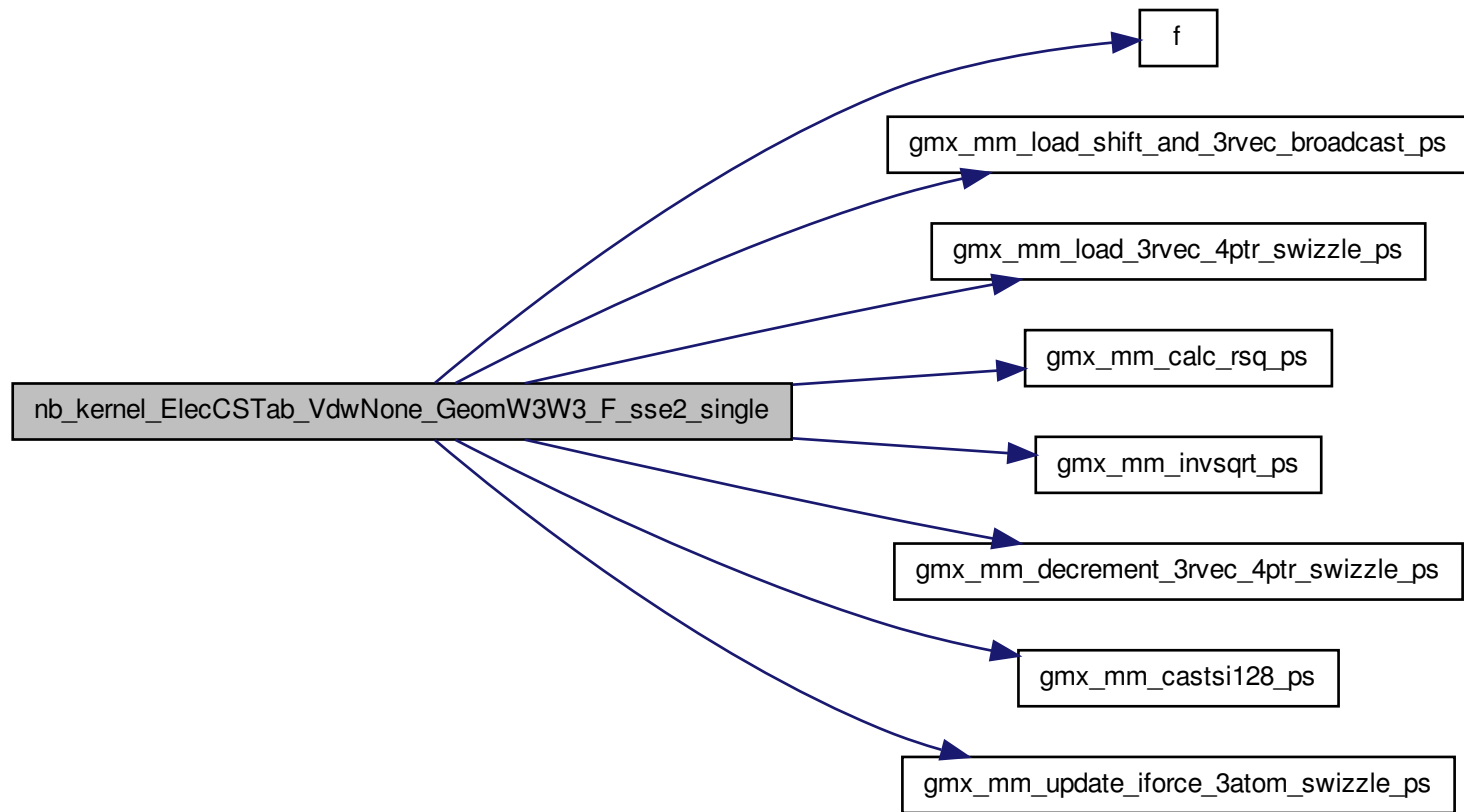 f
gmx_mm_load_shift_and_3rvec_broadcast_ps
gmx_mm_load_3rvec_4ptr_swizzle_ps
gmx_mm_calc_rsq_ps
nb_kernel_ElecCSTab_VdwNone_GeomW3W3_F_sse2_single
gmx_mm_invsqrt_ps
gmx_mm_decrement_3rvec_4ptr_swizzle_ps
gmx_mm_castsi128_ps
gmx_mm_update_iforce_3atom_swizzle_ps